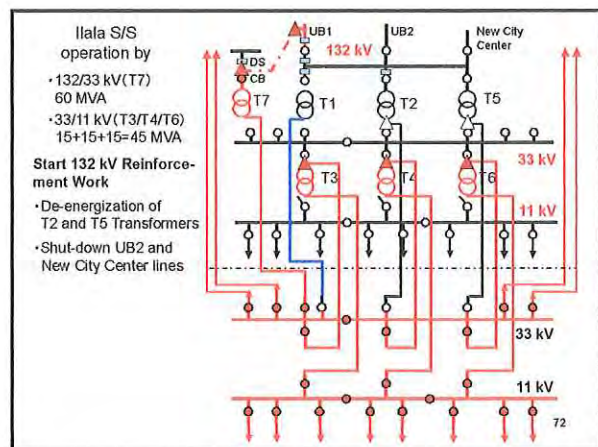 Ilala S/S
operation by
•132/33 kV(T7)
60 MVA
•33/11 kV(T3/T4/T6)
15+15+15=45 MVA
Start 132 kV Reinforce-
ment Work
•De-energization of
T2 and T5 Transformers
•Shut-down UB2 and
New City Center lines
UB1
UB2
New City
Center
132 kV
DS
CB
T7
T1
T2
T5
33 kV
T3
T4
T6
11 kV
33 kV
11 kV
72